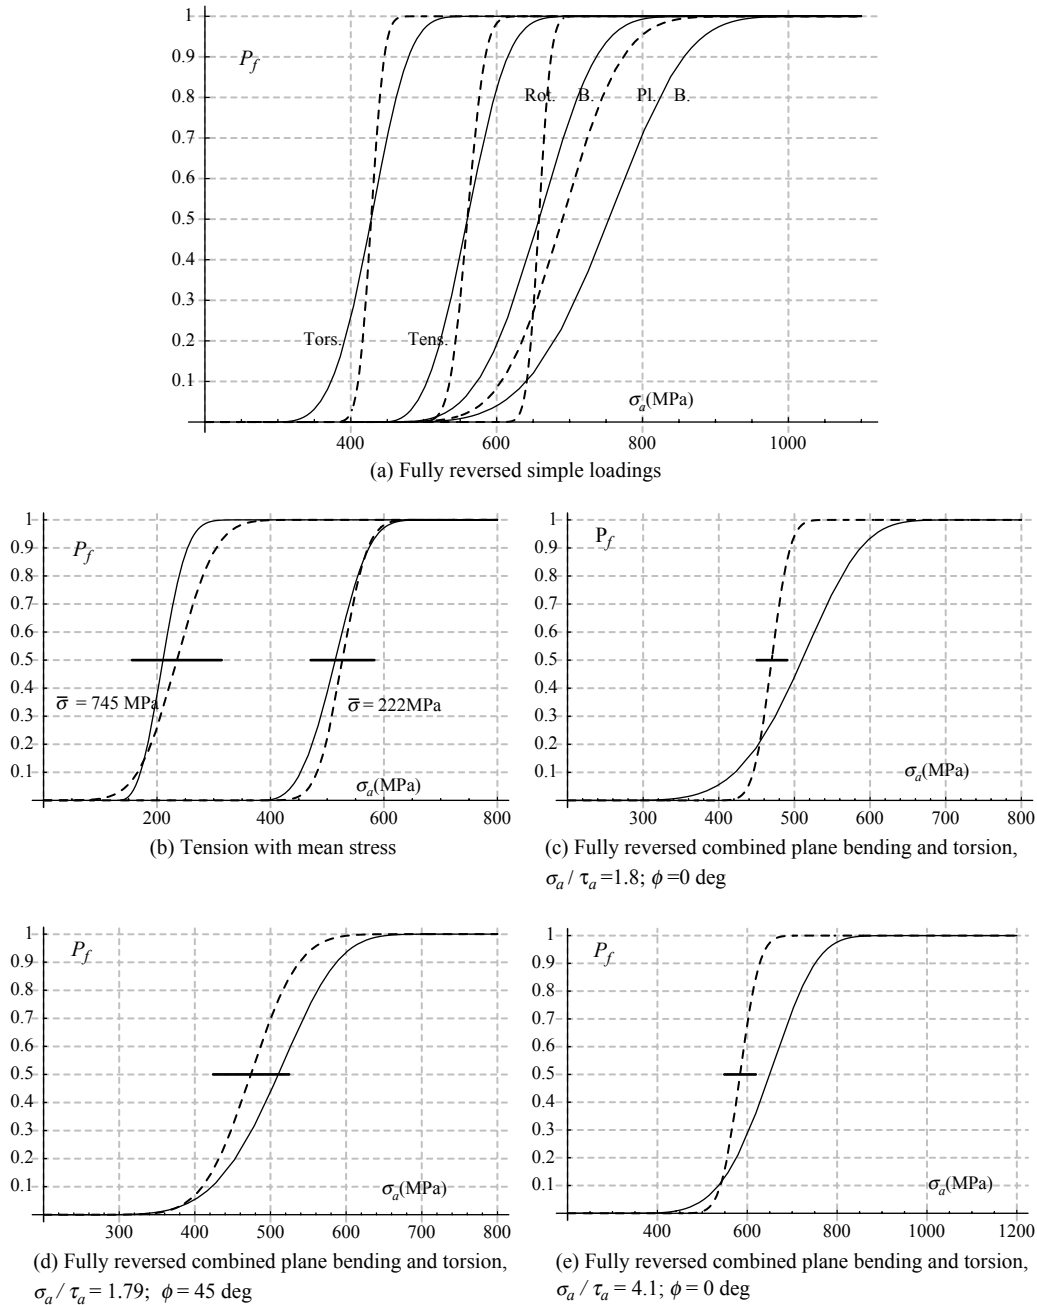 1
0.9
P_f
0.8 Rot. B. Pl. B.
0.7
0.6
0.5
0.4
0.3
0.2 Tors. Tens.
0.1
σ_a(MPa)
400 600 800 1000
(a) Fully reversed simple loadings
1
0.9
P_f
0.8
0.7
0.6
0.5
0.4
σ̅ = 745 MPa σ̅ = 222MPa
0.3
0.2
0.1
σ_a(MPa)
200 400 600 800
(b) Tension with mean stress
1
P_f
0.9
0.8
0.7
0.6
0.5
0.4
0.3
0.2
0.1
σ_a(MPa)
300 400 500 600 700 800
(c) Fully reversed combined plane bending and torsion,
σ_a / τ_a =1.8; ϕ =0 deg
1
P_f
0.9
0.8
0.7
0.6
0.5
0.4
0.3
0.2
0.1
σ_a(MPa)
300 400 500 600 700 800
(d) Fully reversed combined plane bending and torsion,
σ_a / τ_a = 1.79; ϕ = 45 deg
1
P_f
0.9
0.8
0.7
0.6
0.5
0.4
0.3
0.2
0.1
σ_a(MPa)
400 600 800 1000 1200
(e) Fully reversed combined plane bending and torsion,
σ_a / τ_a = 4.1; ϕ = 0 deg